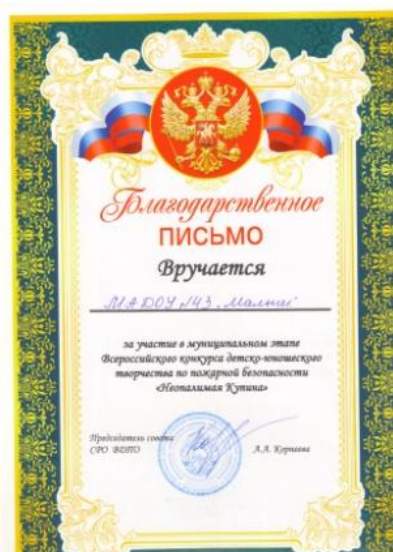 Благодарственное
ПИСЬМО
Вручается
МАДОУ №43 „Малыш"
за участие в муниципальном этапе
Всероссийского конкурса детско-юношеского
творчества по пожарной безопасности
«Неопалимая Купина»
Председатель совета
СРО ВДПО
А.А. Корнеева